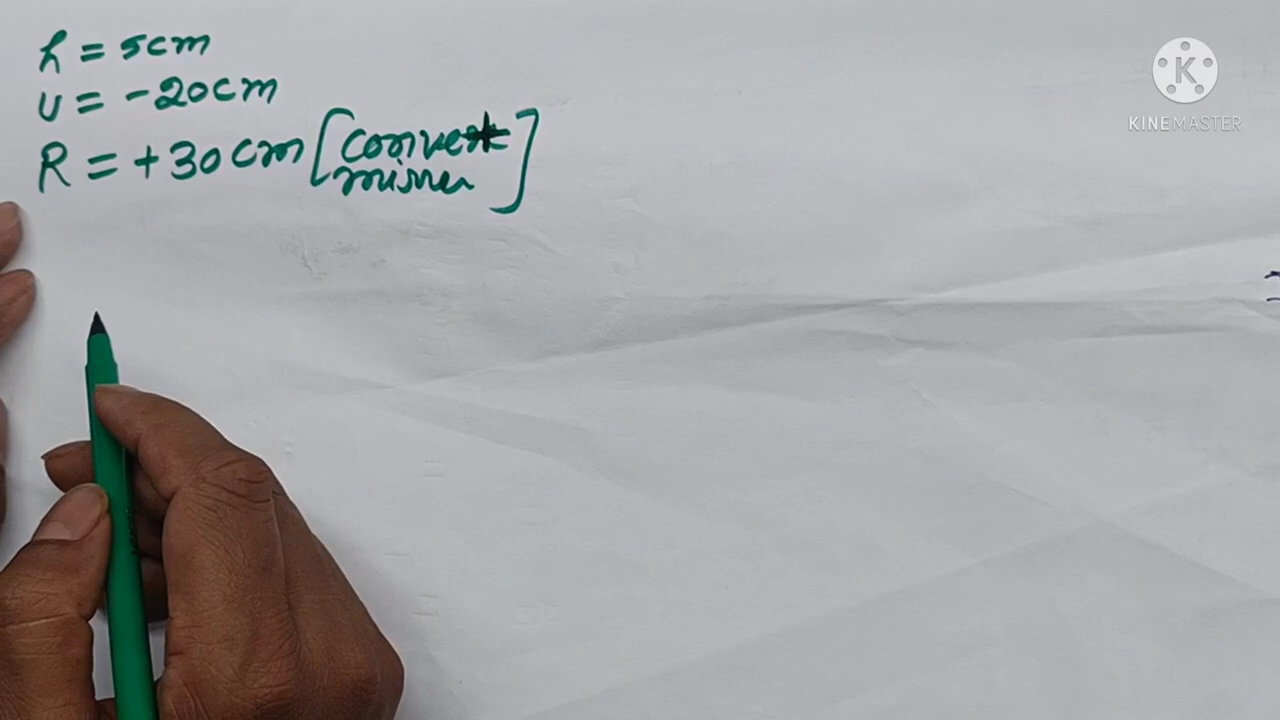 h = 5cm
u = -20cm
R = +30cm [convex
mirror]
K
KINEMASTER